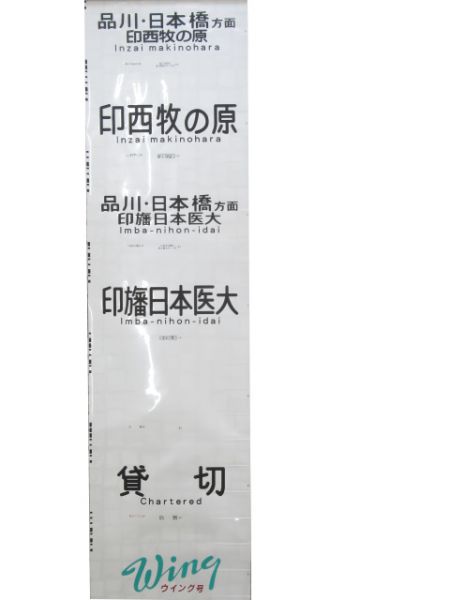 品川・日本橋方面
印西牧の原
Inzai makinohara
印西牧の原
Inzai makinohara
品川・日本橋方面
印旛日本医大
Imba-nihon-idai
印旛日本医大
Imba-nihon-idai
貸切
Chartered
Wing
ウイング号